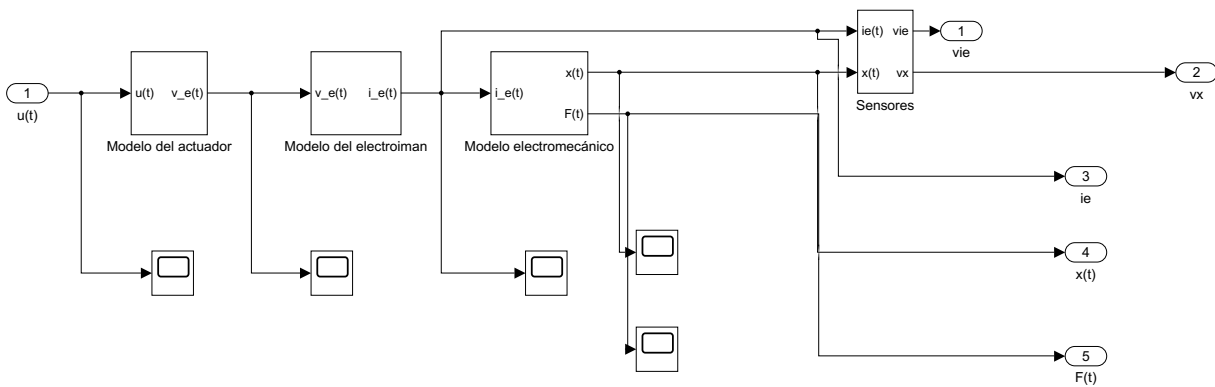 1
u(t)
u(t)
v_e(t)
Modelo del actuador
v_e(t)
i_e(t)
Modelo del electroiman
i_e(t)
x(t)
F(t)
Modelo electromecánico
ie(t)
vie
x(t)
vx
Sensores
1
vie
2
vx
3
ie
4
x(t)
5
F(t)